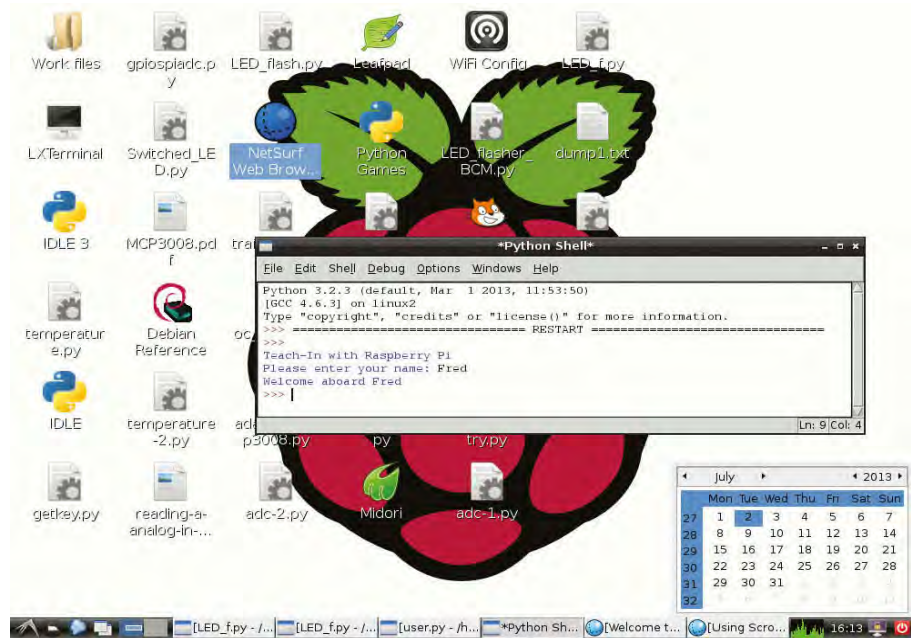 Work files
gpiospiadc.p
y
LED_flash.py
Leafpad
WiFi Config
LED_f.py
LXTerminal
Switched_LE
D.py
NetSurf
Web Brow...
Python
Games
LED_flasher_
BCM.py
dump1.txt
IDLE 3
MCP3008.pd
f
*Python Shell*
File Edit Shell Debug Options Windows Help
Python 3.2.3 (default, Mar 1 2013, 11:53:50)
[GCC 4.6.3] on linux2
Type "copyright", "credits" or "license()" for more information.
>>> ================================ RESTART ================================
>>>
Teach-In with Raspberry Pi
Please enter your name: Fred
Welcome aboard Fred
>>>
Ln: 9 Col: 4
temperatur
e.py
Debian
Reference
IDLE
temperature
-2.py
p3008.py
py
try.py
getkey.py
reading-a-
analog-in-...
adc-2.py
Midori
adc-1.py
July 2013
Mon Tue Wed Thu Fri Sat Sun
27 1 2 3 4 5 6 7
28 8 9 10 11 12 13 14
29 15 16 17 18 19 20 21
30 22 23 24 25 26 27 28
31 29 30 31
32
[LED_f.py - /... [LED_f.py - /... [user.py - /h... *Python Sh... [Welcome t... [Using Scro... 16:13